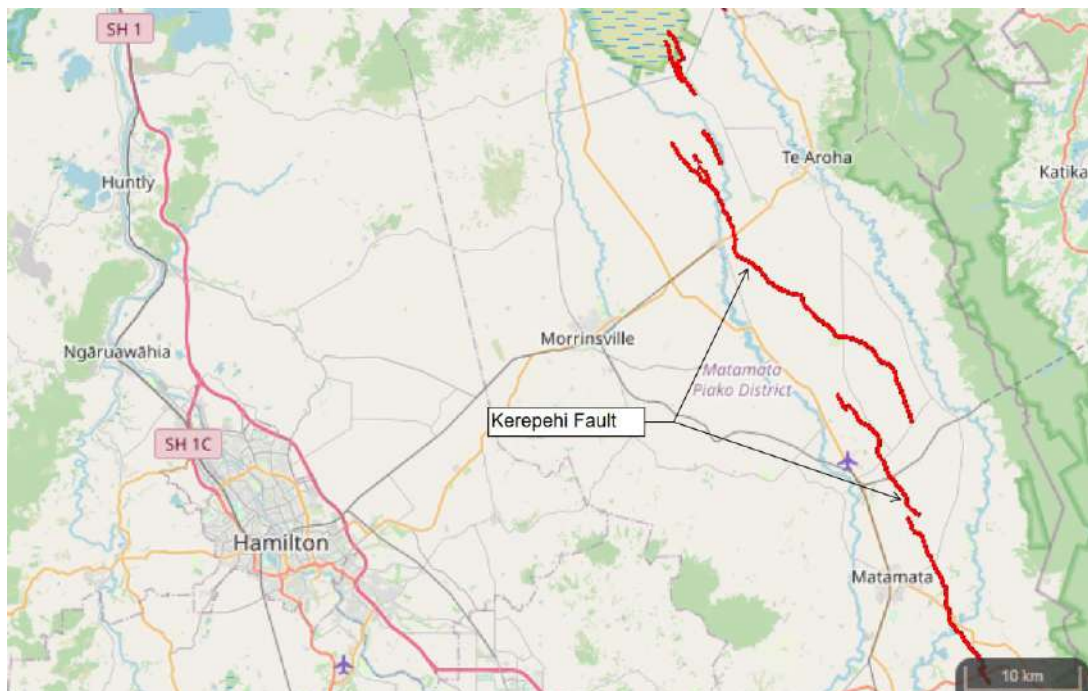 SH 1
Te Aroha
Katika
Huntly
Ngāruawāhia
Morrinsville
Matamata
Piako District
Kerepehi Fault
SH 1C
Hamilton
Matamata
10 km